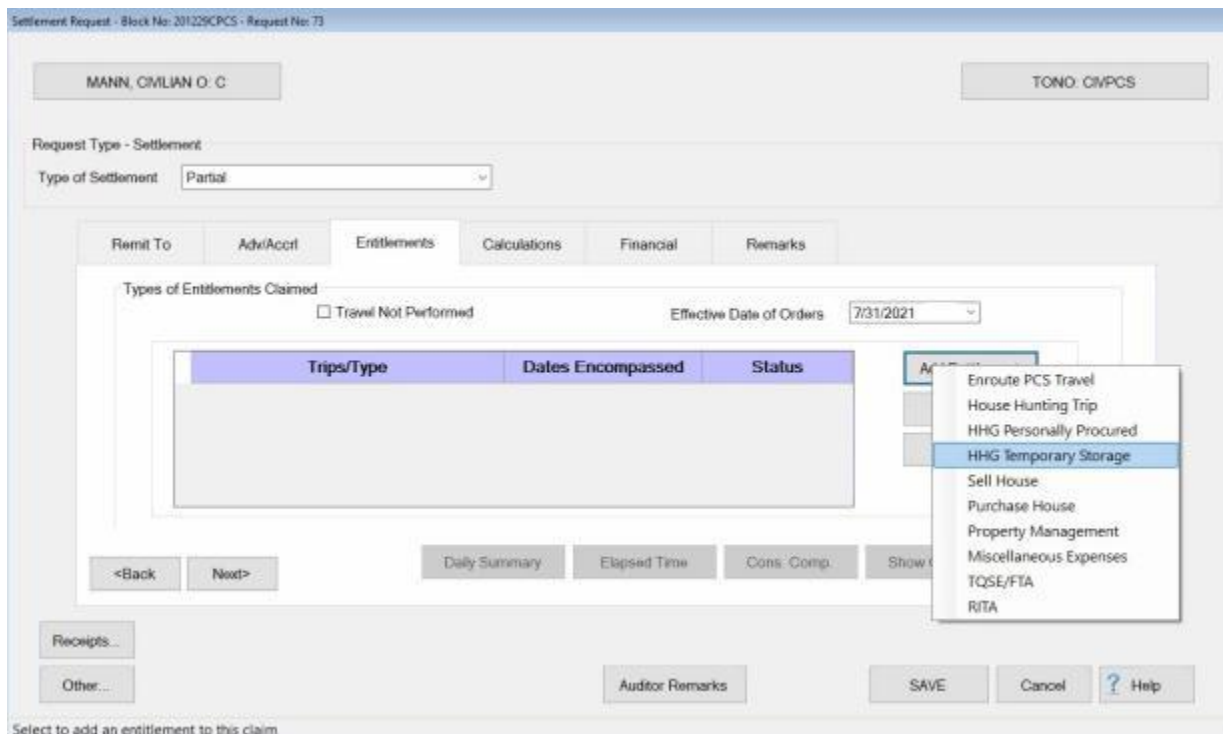 Settlement Request - Block No: 201229CPCS - Request No: 73
MANN, CIVILIAN O: C
TONO: CIVPCS
Request Type - Settlement
Type of Settlement Partial
Remit To Adv/Accrl Entitlements Calculations Financial Remarks
Types of Entitlements Claimed
Travel Not Performed Effective Date of Orders 7/31/2021
Trips/Type Dates Encompassed Status
Enroute PCS Travel
House Hunting Trip
HHG Personally Procured
HHG Temporary Storage
Sell House
Purchase House
Property Management
Miscellaneous Expenses
TQSE/FTA
RITA
<Back Next> Daily Summary Elapsed Time Cons. Comp. Show
Receipts...
Other... Auditor Remarks SAVE Cancel ? Help
Select to add an entitlement to this claim